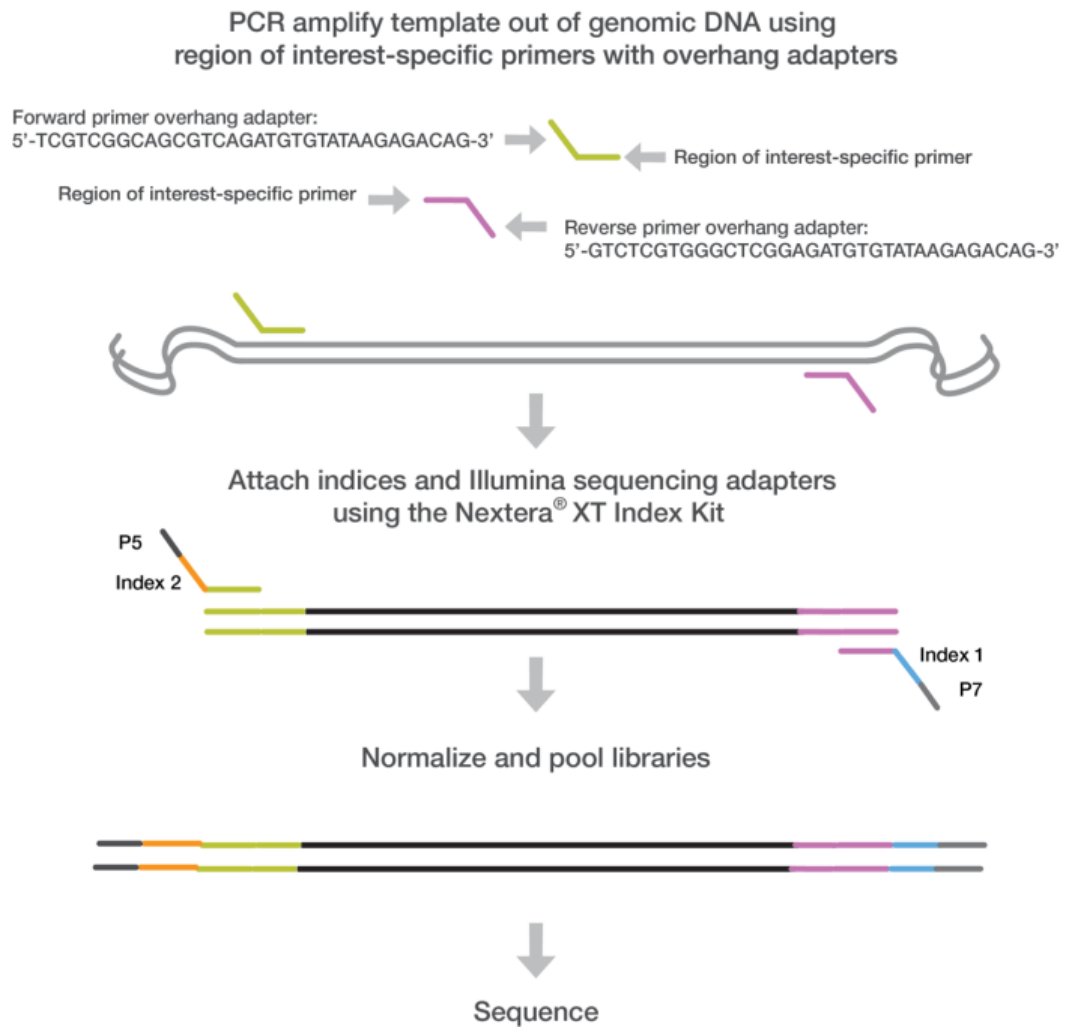 PCR amplify template out of genomic DNA using
region of interest-specific primers with overhang adapters
Forward primer overhang adapter:
5’-TCGTCGGCAGCGTCAGATGTGTATAAGAGACAG-3’
Region of interest-specific primer
Region of interest-specific primer
Reverse primer overhang adapter:
5’-GTCTCGTGGGCTCGGAGATGTGTATAAGAGACAG-3’
Attach indices and Illumina sequencing adapters
using the Nextera® XT Index Kit
P5
Index 2
Index 1
P7
Normalize and pool libraries
Sequence